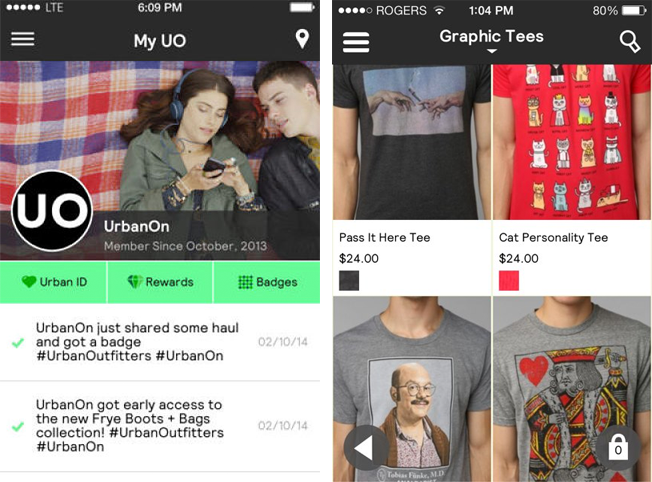 LTE
6:09 PM
My UO
UO
UrbanOn
Member Since October, 2013
Urban ID
Rewards
Badges
UrbanOn just shared some haul
and got a badge
#UrbanOutfitters #UrbanOn
02/10/14
UrbanOn got early access to
the new Frye Boots + Bags
collection! #UrbanOutfitters
#UrbanOn
02/10/14
ROGERS
1:04 PM
80%
Graphic Tees
Pass It Here Tee
$24.00
Cat Personality Tee
$24.00
Tobias Fünke, M.D.
0